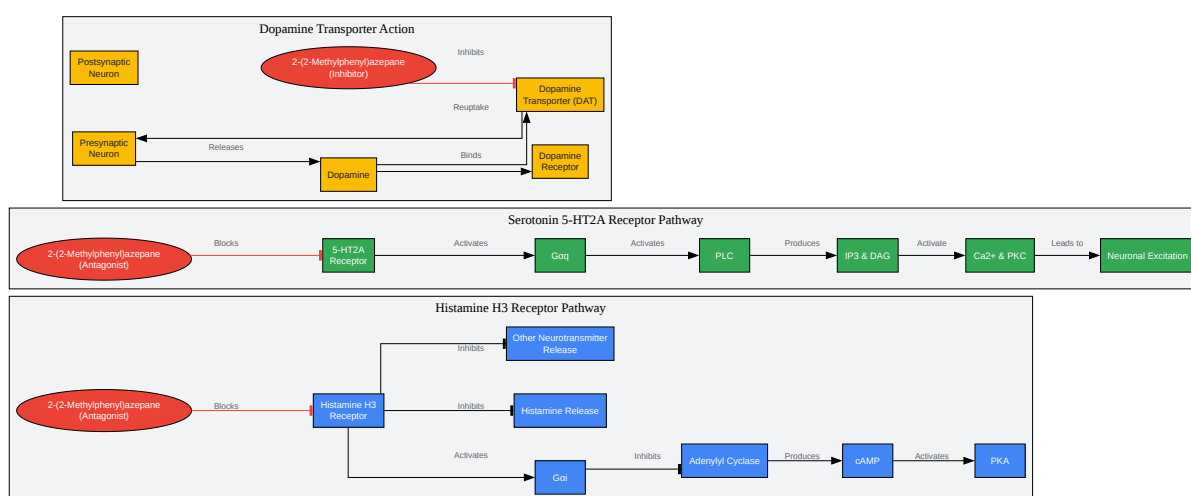 Dopamine Transporter Action
Postsynaptic
Neuron
2-(2-Methylphenyl)azepane
(Inhibitor)
Inhibits
Dopamine
Transporter (DAT)
Reuptake
Presynaptic
Neuron
Releases
Dopamine
Binds
Dopamine
Receptor
Serotonin 5-HT2A Receptor Pathway
2-(2-Methylphenyl)azepane
(Antagonist)
Blocks
5-HT2A
Receptor
Activates
Gαq
Activates
PLC
Produces
IP3 & DAG
Activate
Ca2+ & PKC
Leads to
Neuronal Excitation
Histamine H3 Receptor Pathway
Inhibits
Other Neurotransmitter
Release
2-(2-Methylphenyl)azepane
(Antagonist)
Blocks
Histamine H3
Receptor
Inhibits
Histamine Release
Activates
Gαi
Inhibits
Adenylyl Cyclase
Produces
cAMP
Activates
PKA